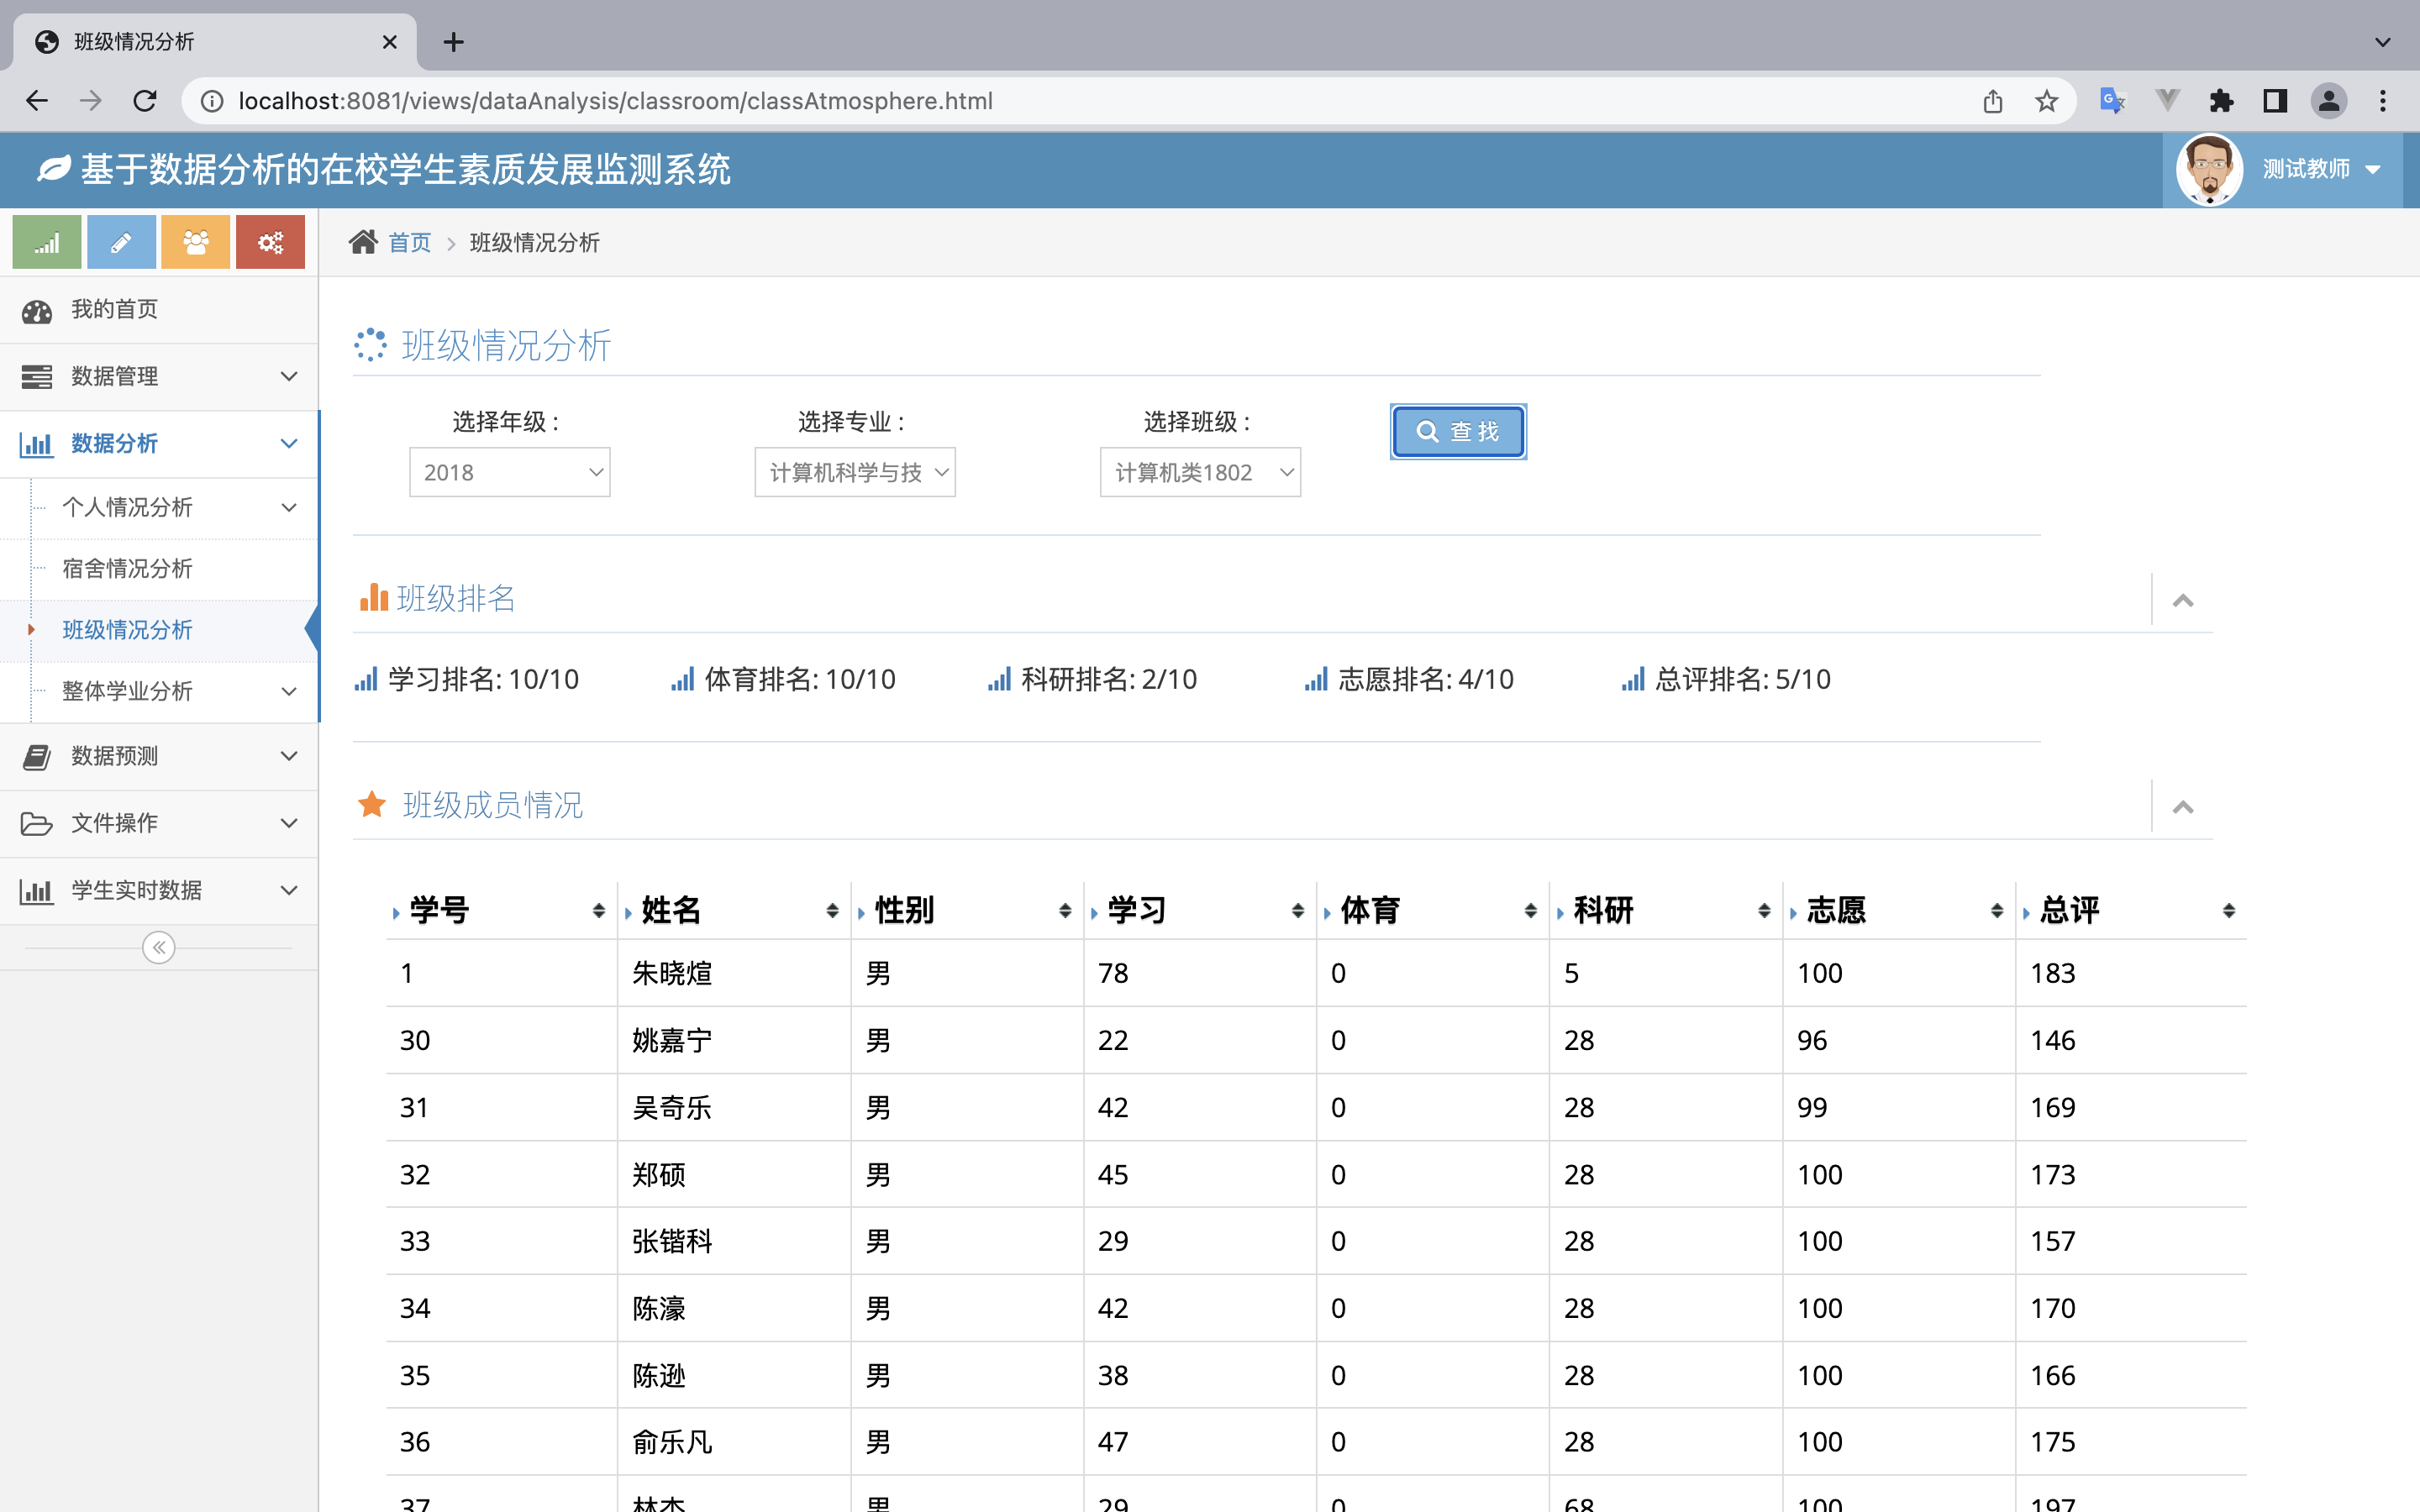 班级情况分析
localhost:8081/views/dataAnalysis/classroom/classAtmosphere.html
基于数据分析的在校学生素质发展监测系统
测试教师
首页 班级情况分析
我的首页
数据管理
数据分析
个人情况分析
宿舍情况分析
班级情况分析
整体学业分析
数据预测
文件操作
学生实时数据
班级情况分析
选择年级 : 选择专业 : 选择班级 :
2018 计算机科学与技 计算机类1802 查 找
班级排名
学习排名: 10/10 体育排名: 10/10 科研排名: 2/10 志愿排名: 4/10 总评排名: 5/10
班级成员情况
学号 姓名 性别 学习 体育 科研 志愿 总评
1 朱晓煊 男 78 0 5 100 183
30 姚嘉宁 男 22 0 28 96 146
31 吴奇乐 男 42 0 28 99 169
32 郑硕 男 45 0 28 100 173
33 张锴科 男 29 0 28 100 157
34 陈濠 男 42 0 28 100 170
35 陈逊 男 38 0 28 100 166
36 俞乐凡 男 47 0 28 100 175
37 林杰 男 29 0 68 100 197